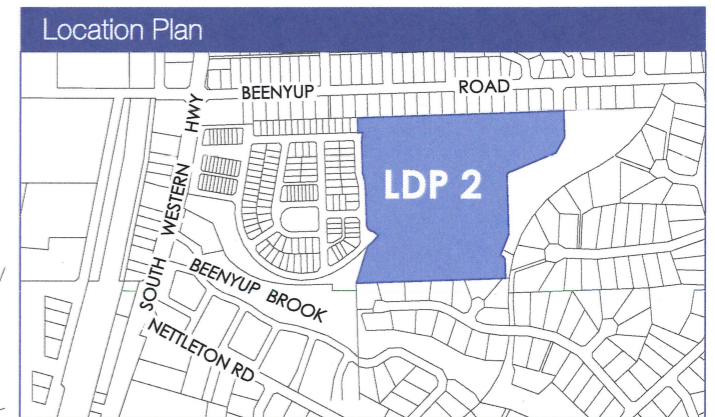 Location Plan
BEENYUP ROAD
SOUTH WESTERN HWY
LDP 2
BEENYUP BROOK
NETTLETON RD